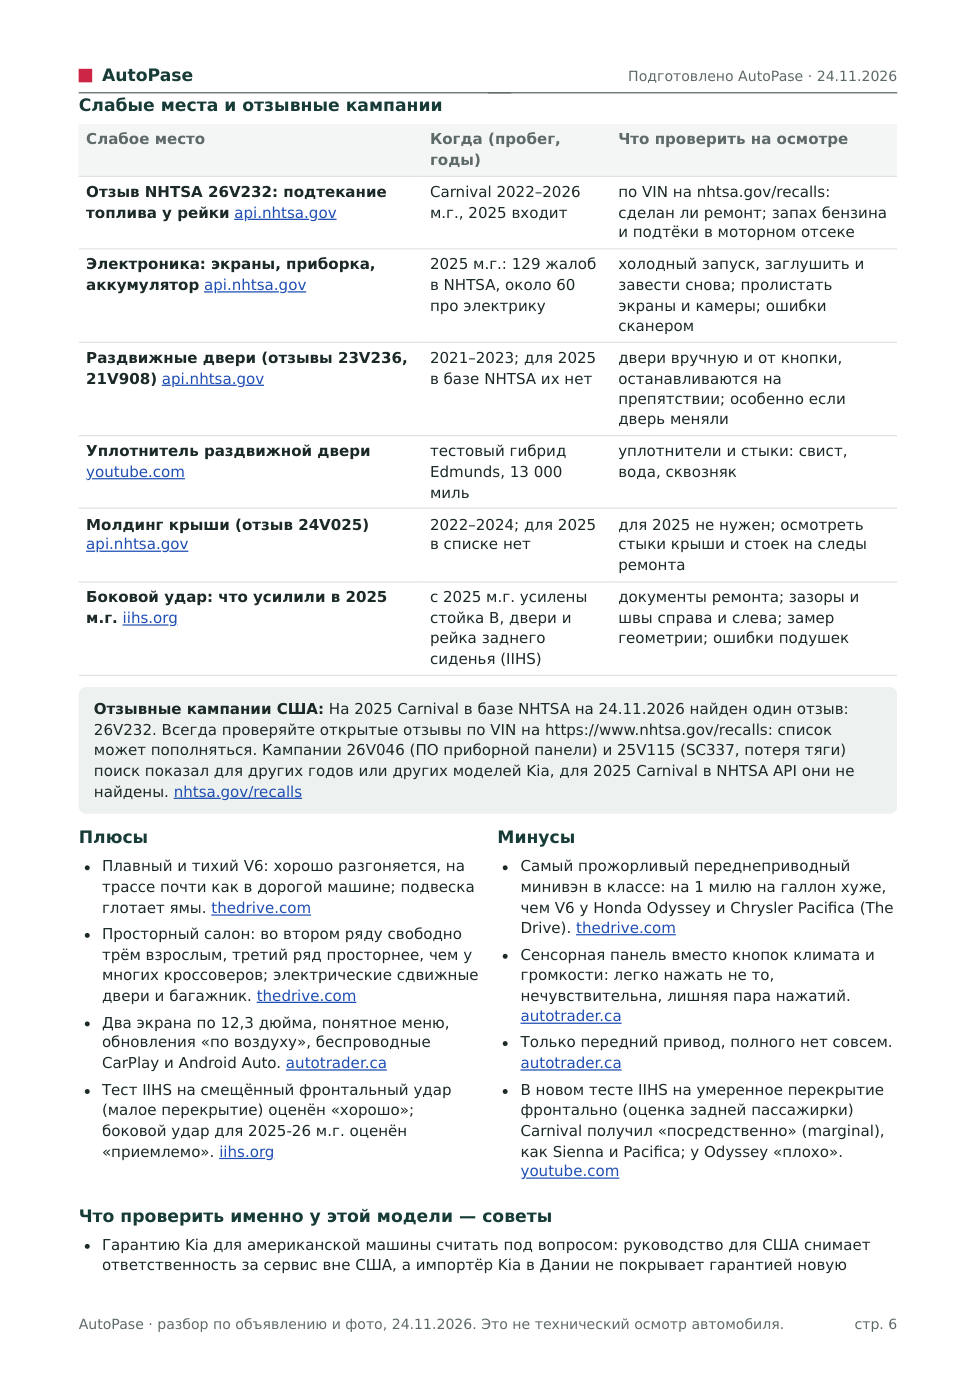 AutoPase
Подготовлено AutoPase · 24.11.2026
Слабые места и отзывные кампании
Слабое место
Когда (пробег,
годы)
Что проверить на осмотре
Отзыв NHTSA 26V232: подтекание
топлива у рейки api.nhtsa.gov
Carnival 2022–2026
м.г., 2025 входит
по VIN на nhtsa.gov/recalls:
сделан ли ремонт; запах бензина
и подтёки в моторном отсеке
Электроника: экраны, приборка,
аккумулятор api.nhtsa.gov
2025 м.г.: 129 жалоб
в NHTSA, около 60
про электрику
холодный запуск, заглушить и
завести снова; пролистать
экраны и камеры; ошибки
сканером
Раздвижные двери (отзывы 23V236,
21V908) api.nhtsa.gov
2021–2023; для 2025
в базе NHTSA их нет
двери вручную и от кнопки,
останавливаются на
препятствии; особенно если
дверь меняли
Уплотнитель раздвижной двери
youtube.com
тестовый гибрид
Edmunds, 13 000
миль
уплотнители и стыки: свист,
вода, сквозняк
Молдинг крыши (отзыв 24V025)
api.nhtsa.gov
2022–2024; для 2025
в списке нет
для 2025 не нужен; осмотреть
стыки крыши и стоек на следы
ремонта
Боковой удар: что усилили в 2025
м.г. iihs.org
с 2025 м.г. усилены
стойка B, двери и
рейка заднего
сиденья (IIHS)
документы ремонта; зазоры и
швы справа и слева; замер
геометрии; ошибки подушек
Отзывные кампании США: На 2025 Carnival в базе NHTSA на 24.11.2026 найден один отзыв:
26V232. Всегда проверяйте открытые отзывы по VIN на https://www.nhtsa.gov/recalls: список
может пополняться. Кампании 26V046 (ПО приборной панели) и 25V115 (SC337, потеря тяги)
поиск показал для других годов или других моделей Kia, для 2025 Carnival в NHTSA API они не
найдены. nhtsa.gov/recalls
Плюсы
• Плавный и тихий V6: хорошо разгоняется, на
трассе почти как в дорогой машине; подвеска
глотает ямы. thedrive.com
• Просторный салон: во втором ряду свободно
трём взрослым, третий ряд просторнее, чем у
многих кроссоверов; электрические сдвижные
двери и багажник. thedrive.com
• Два экрана по 12,3 дюйма, понятное меню,
обновления «по воздуху», беспроводные
CarPlay и Android Auto. autotrader.ca
• Тест IIHS на смещённый фронтальный удар
(малое перекрытие) оценён «хорошо»;
боковой удар для 2025-26 м.г. оценён
«приемлемо». iihs.org
Минусы
• Самый прожорливый переднеприводный
минивэн в классе: на 1 милю на галлон хуже,
чем V6 у Honda Odyssey и Chrysler Pacifica (The
Drive). thedrive.com
• Сенсорная панель вместо кнопок климата и
громкости: легко нажать не то,
нечувствительна, лишняя пара нажатий.
autotrader.ca
• Только передний привод, полного нет совсем.
autotrader.ca
• В новом тесте IIHS на умеренное перекрытие
фронтально (оценка задней пассажирки)
Carnival получил «посредственно» (marginal),
как Sienna и Pacifica; у Odyssey «плохо».
youtube.com
Что проверить именно у этой модели — советы
• Гарантию Kia для американской машины считать под вопросом: руководство для США снимает
ответственность за сервис вне США, а импортёр Kia в Дании не покрывает гарантией новую
AutoPase · разбор по объявлению и фото, 24.11.2026. Это не технический осмотр автомобиля.
стр. 6